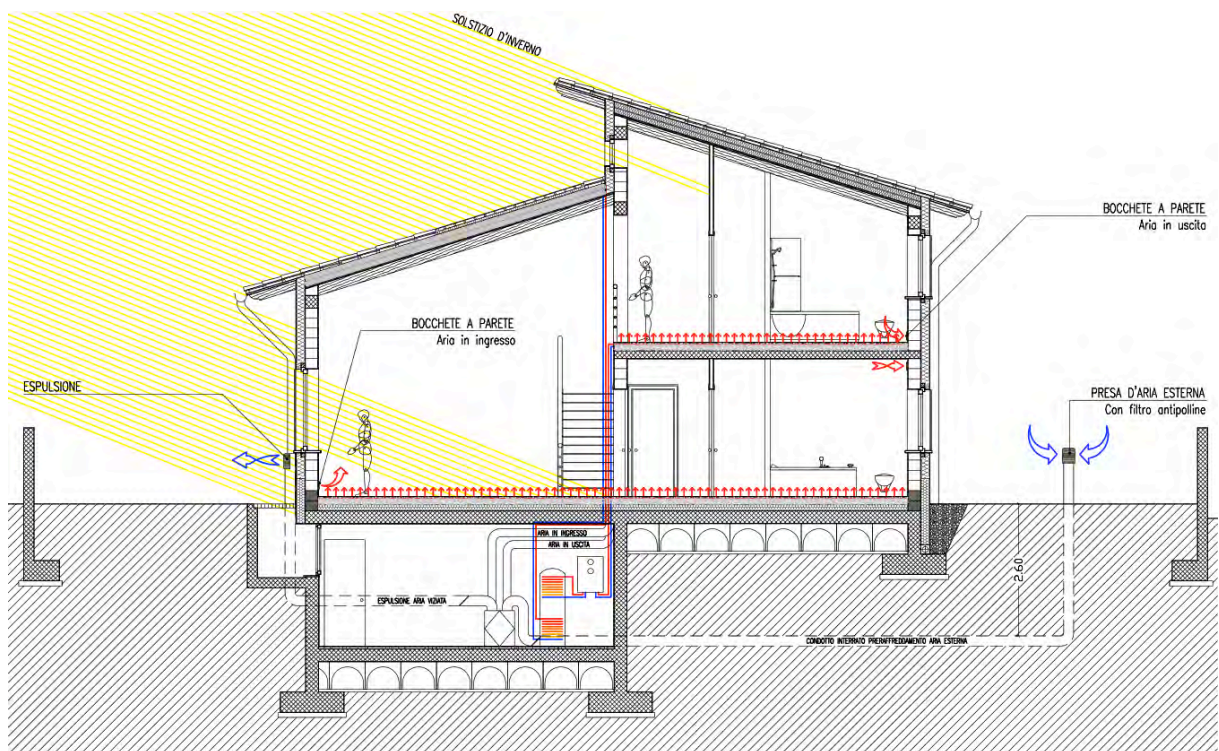 SOLSTIZIO D'INVERNO
BOCCHETE A PARETE
Aria in uscita
BOCCHETE A PARETE
Aria in ingresso
ESPULSIONE
PRESA D'ARIA ESTERNA
Con filtro antipolline
ARIA IN INGRESSO
ARIA IN USCITA
2.60
ESPULSIONE ARIA VIZIATA
CONDOTTO INTERRATO PRERAFFREDDAMENTO ARIA ESTERNA